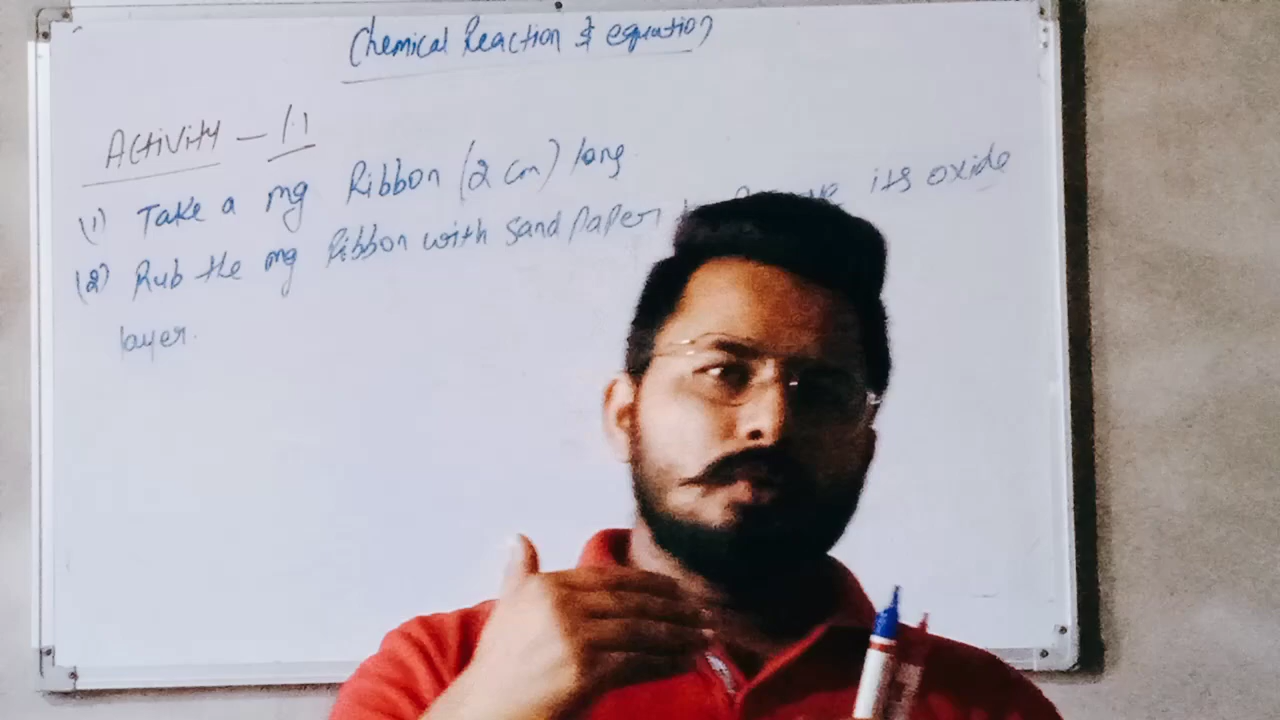 Chemical Reaction & equation
Activity - 1.1
(1) Take a mg Ribbon (2 cm) long
(2) Rub the mg Ribbon with sand paper its oxide
layer.